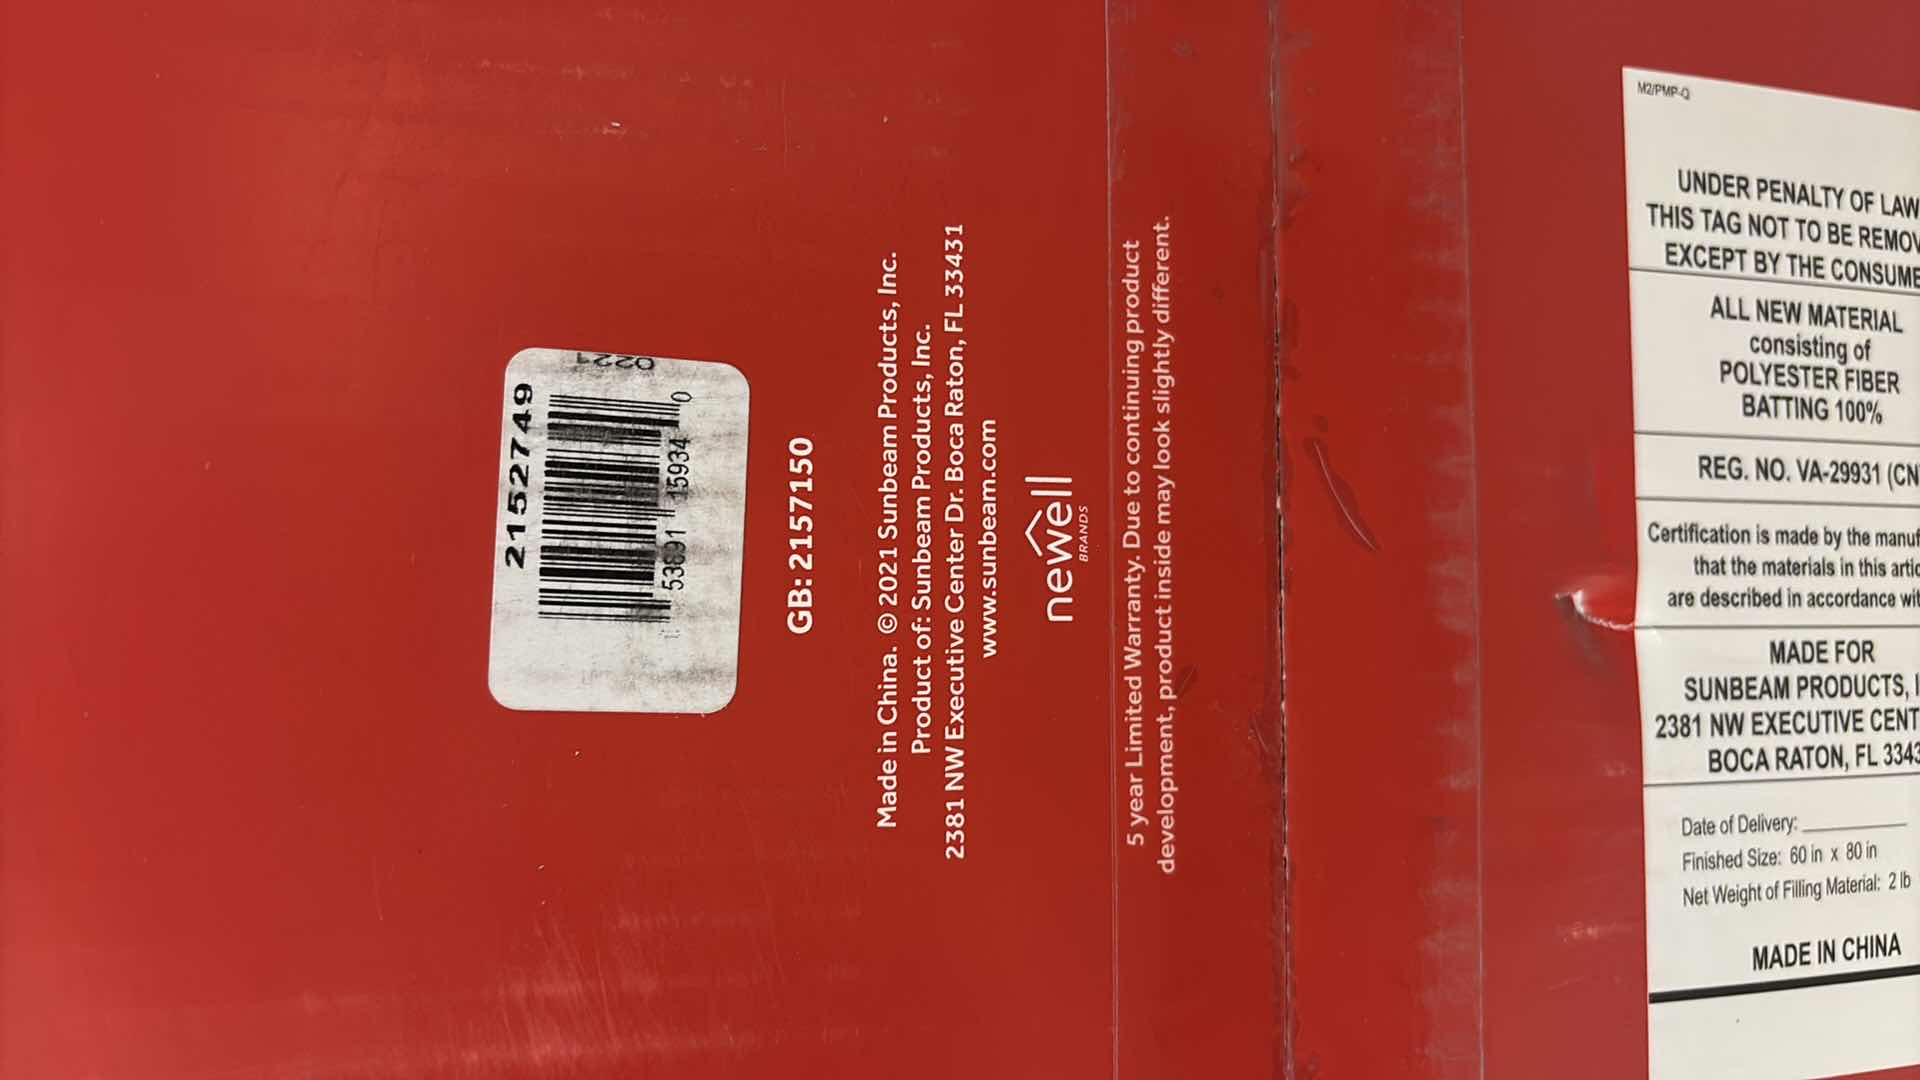 2152749
0221
53891 15934 0
GB: 2157150
Made in China. © 2021 Sunbeam Products, Inc.
Product of: Sunbeam Products, Inc.
2381 NW Executive Center Dr. Boca Raton, FL 33431
www.sunbeam.com
newell
BRANDS
5 year Limited Warranty. Due to continuing product
development, product inside may look slightly different.
M2/PMP-Q
UNDER PENALTY OF LAW
THIS TAG NOT TO BE REMOV
EXCEPT BY THE CONSUME
ALL NEW MATERIAL
consisting of
POLYESTER FIBER
BATTING 100%
REG. NO. VA-29931 (CN
Certification is made by the manuf
that the materials in this artic
are described in accordance wit
MADE FOR
SUNBEAM PRODUCTS, I
2381 NW EXECUTIVE CENT
BOCA RATON, FL 3343
Date of Delivery:
Finished Size: 60 in x 80 in
Net Weight of Filling Material: 2 lb
MADE IN CHINA